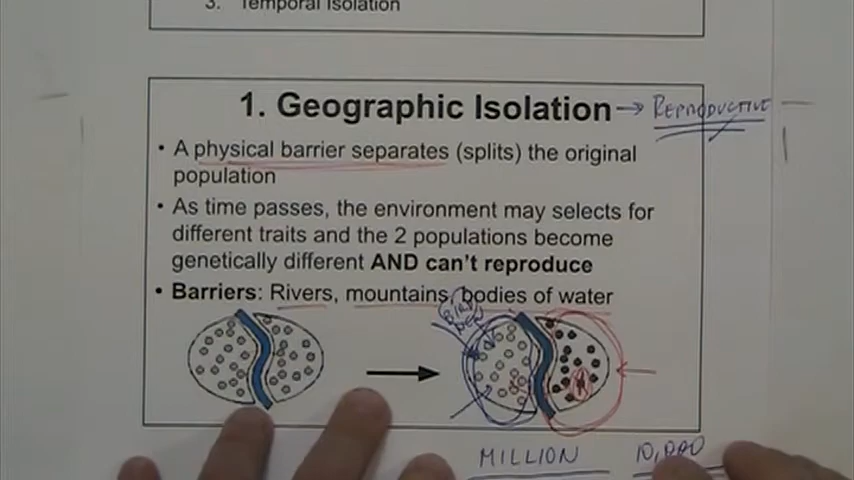 3. Temporal Isolation
1. Geographic Isolation → REPRODUCTIVE
• A physical barrier separates (splits) the original
population
• As time passes, the environment may selects for
different traits and the 2 populations become
genetically different AND can't reproduce
• Barriers: Rivers, mountains, bodies of water
MILLION 10,000